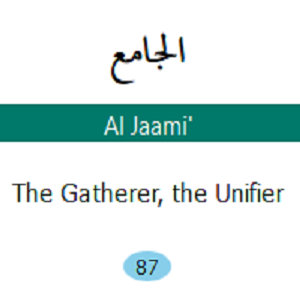 الجامع
Al Jaami'
The Gatherer, the Unifier
87